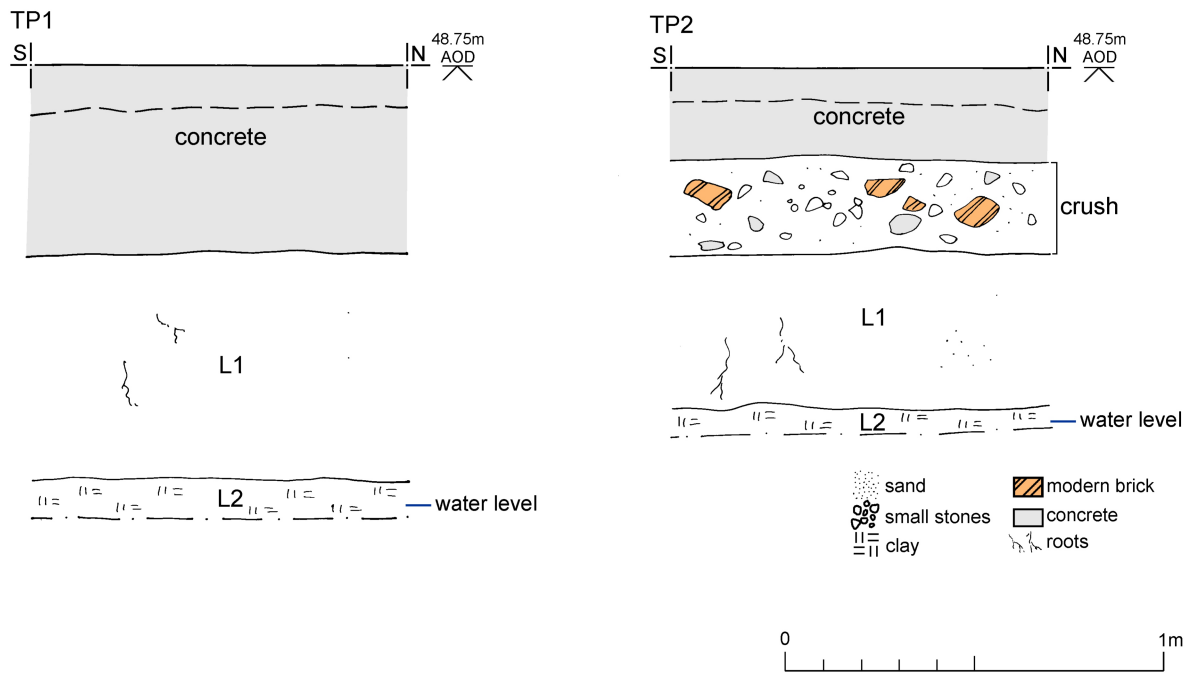 TP1
S N
48.75m
AOD
concrete
L1
L2
water level
TP2
S N
48.75m
AOD
concrete
crush
L1
L2
water level
sand
small stones
clay
modern brick
concrete
roots
0 1m